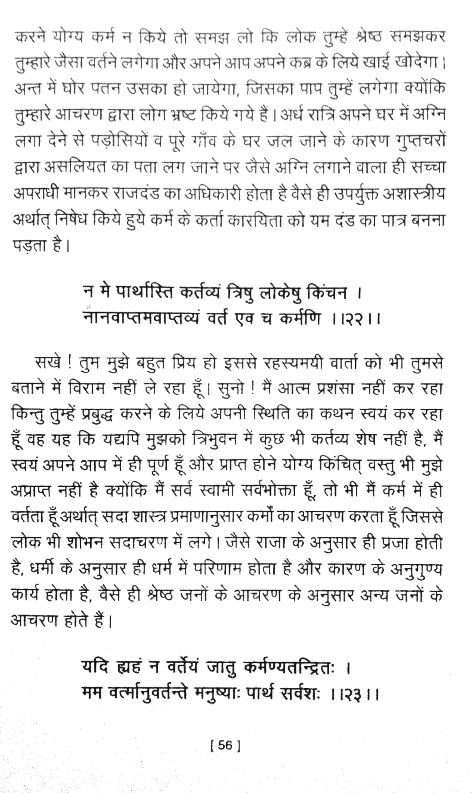 करने योग्य कर्म न किये तो समझ लो कि लोक तुम्हें श्रेष्ठ समझकर
तुम्हारे जैसा वर्तने लगेगा और अपने आप अपने कब्र के लिये खाई खोदेगा।
अन्त में घोर पतन उसका हो जायेगा, जिसका पाप तुम्हें लगेगा क्योंकि
तुम्हारे आचरण द्वारा लोग भ्रष्ट किये गये हैं। अर्ध रात्रि अपने घर में अग्नि
लगा देने से पड़ोसियों व पूरे गाँव के घर जल जाने के कारण गुप्तचरों
द्वारा असलियत का पता लग जाने पर जैसे अग्नि लगाने वाला ही सच्चा
अपराधी मानकर राजदंड का अधिकारी होता है वैसे ही उपर्युक्त अशास्त्रीय
अर्थात् निषेध किये हुये कर्म के कर्ता कारयिता को यम दंड का पात्र बनना
पड़ता है।
न मे पार्थास्ति कर्तव्यं त्रिषु लोकेषु किंचन ।
नानवाप्तमवाप्तव्यं वर्त एव च कर्मणि ।।२२।।
सखे ! तुम मुझे बहुत प्रिय हो इससे रहस्यमयी वार्ता को भी तुमसे
बताने में विराम नहीं ले रहा हूँ। सुनो ! मैं आत्म प्रशंसा नहीं कर रहा
किन्तु तुम्हें प्रबुद्ध करने के लिये अपनी स्थिति का कथन स्वयं कर रहा
हूँ वह यह कि यद्यपि मुझको त्रिभुवन में कुछ भी कर्तव्य शेष नहीं है, मैं
स्वयं अपने आप में ही पूर्ण हूँ और प्राप्त होने योग्य किंचित् वस्तु भी मुझे
अप्राप्त नहीं है क्योंकि मैं सर्व स्वामी सर्वभोक्ता हूँ, तो भी मैं कर्म में ही
वर्तता हूँ अर्थात् सदा शास्त्र प्रमाणानुसार कर्मों का आचरण करता हूँ जिससे
लोक भी शोभन सदाचरण में लगे। जैसे राजा के अनुसार ही प्रजा होती
है, धर्मी के अनुसार ही धर्म में परिणाम होता है और कारण के अनुगुण्य
कार्य होता है, वैसे ही श्रेष्ठ जनों के आचरण के अनुसार अन्य जनों के
आचरण होते हैं।
यदि ह्यहं न वर्तेयं जातु कर्मण्यतन्द्रितः ।
मम वर्त्मानुवर्तन्ते मनुष्याः पार्थ सर्वशः ।।२३।।
[ 56 ]